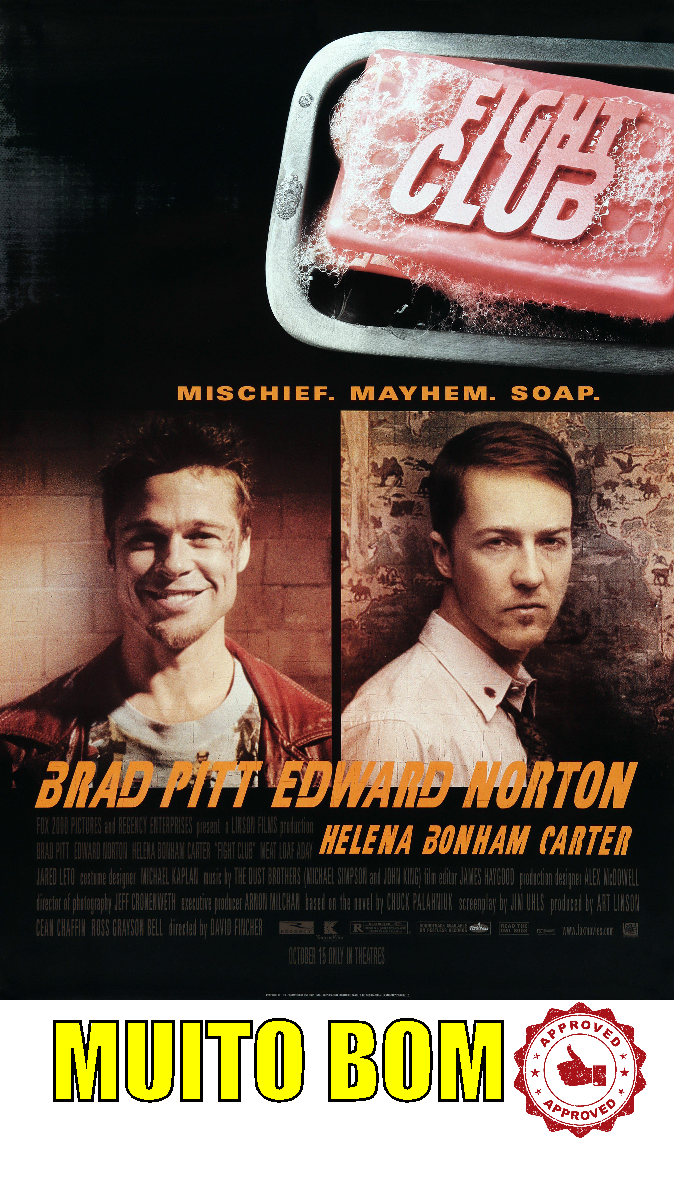 FIGHT
CLUB
MISCHIEF. MAYHEM. SOAP.
BRAD PITT EDWARD NORTON
HELENA BONHAM CARTER
FOX 2000 PICTURES and REGENCY ENTERPRISES present a LINSON FILMS production
BRAD PITT EDWARD NORTON HELENA BONHAM CARTER "FIGHT CLUB" MEAT LOAF ADAY
JARED LETO costume designer MICHAEL KAPLAN music by THE DUST BROTHERS (MICHAEL SIMPSON and JOHN KING) film editor JAMES HAYGOOD production designer ALEX McDOWELL
director of photography JEFF CRONENWETH executive producer ARNON MILCHAN based on the novel by CHUCK PALAHNIUK screenplay by JIM UHLS produced by ART LINSON
CEAN CHAFFIN ROSS GRAYSON BELL directed by DAVID FINCHER
R
OCTOBER 15 ONLY IN THEATRES
MUITO BOM
APPROVED
APPROVED